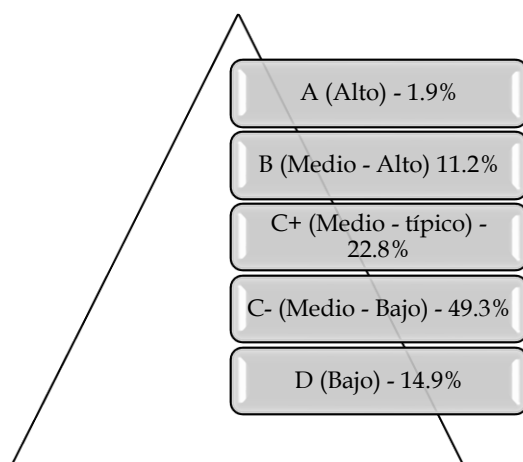 A (Alto) - 1.9%
B (Medio - Alto) 11.2%
C+ (Medio - típico) -
22.8%
C- (Medio - Bajo) - 49.3%
D (Bajo) - 14.9%